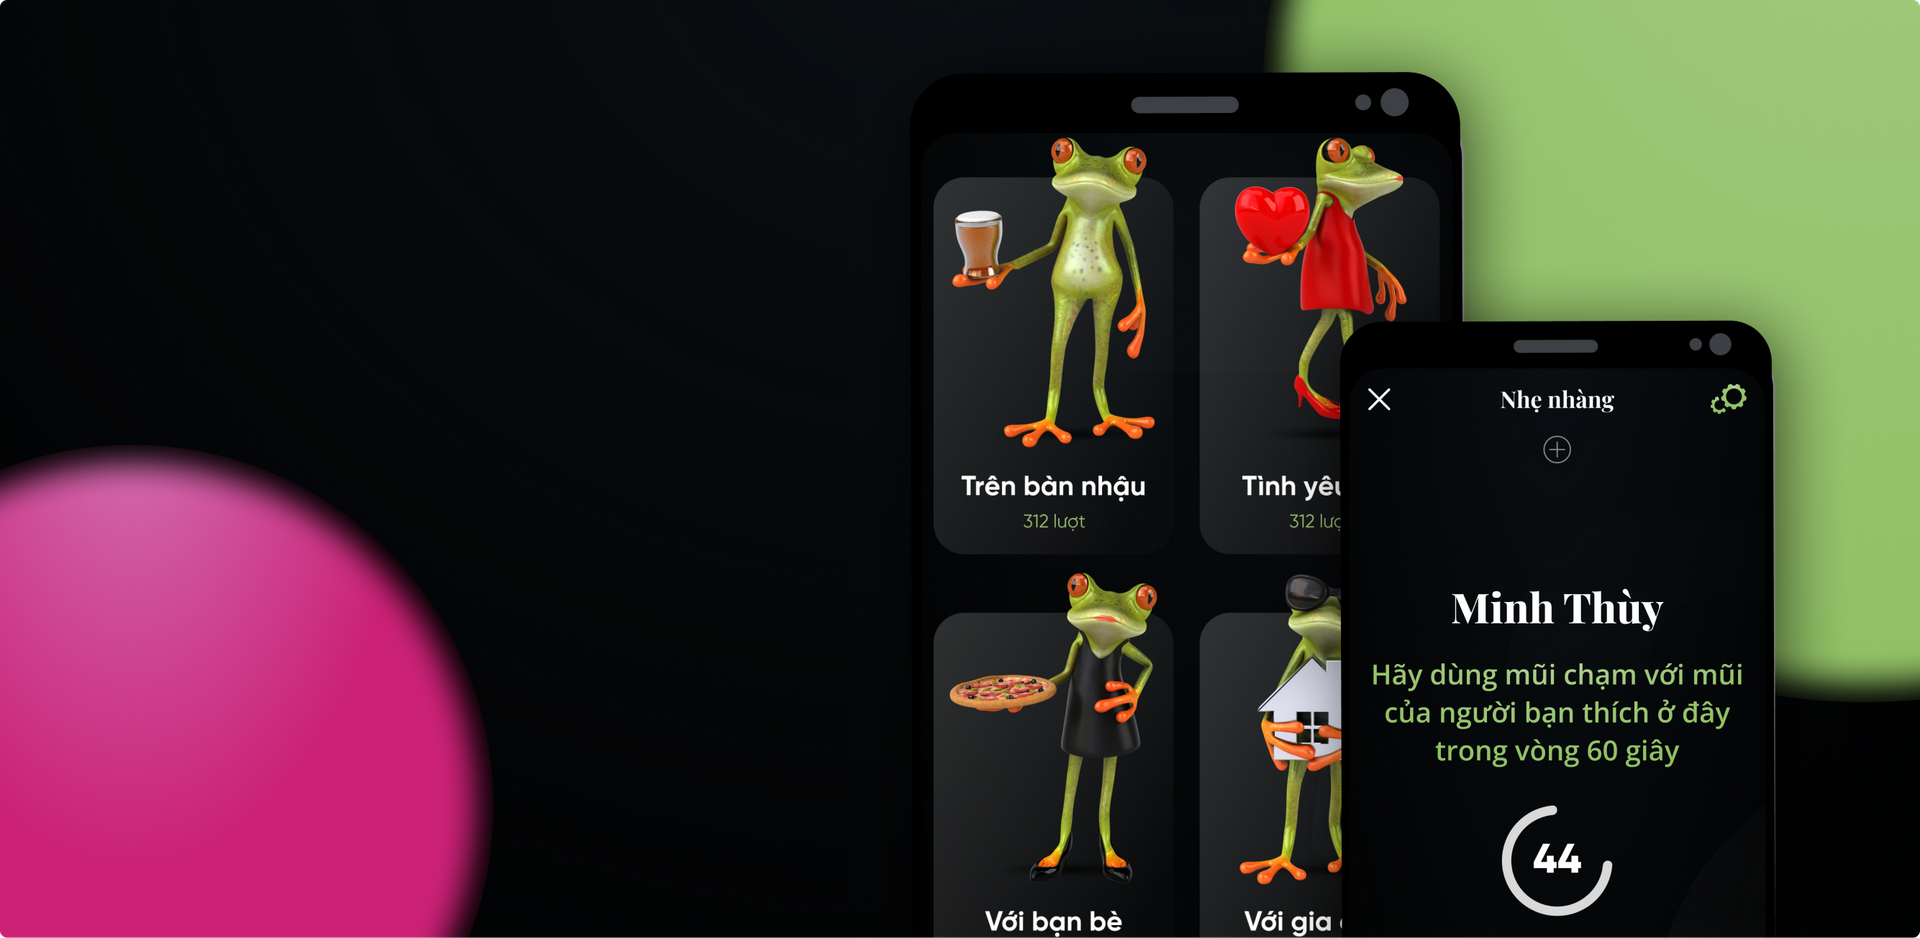 Trên bàn nhậu
312 lượt
Tình yêu
312
Với bạn bè
Với gia
Nhẹ nhàng
Minh Thùy
Hãy dùng mũi chạm với mũi
của người bạn thích ở đây
trong vòng 60 giây
44